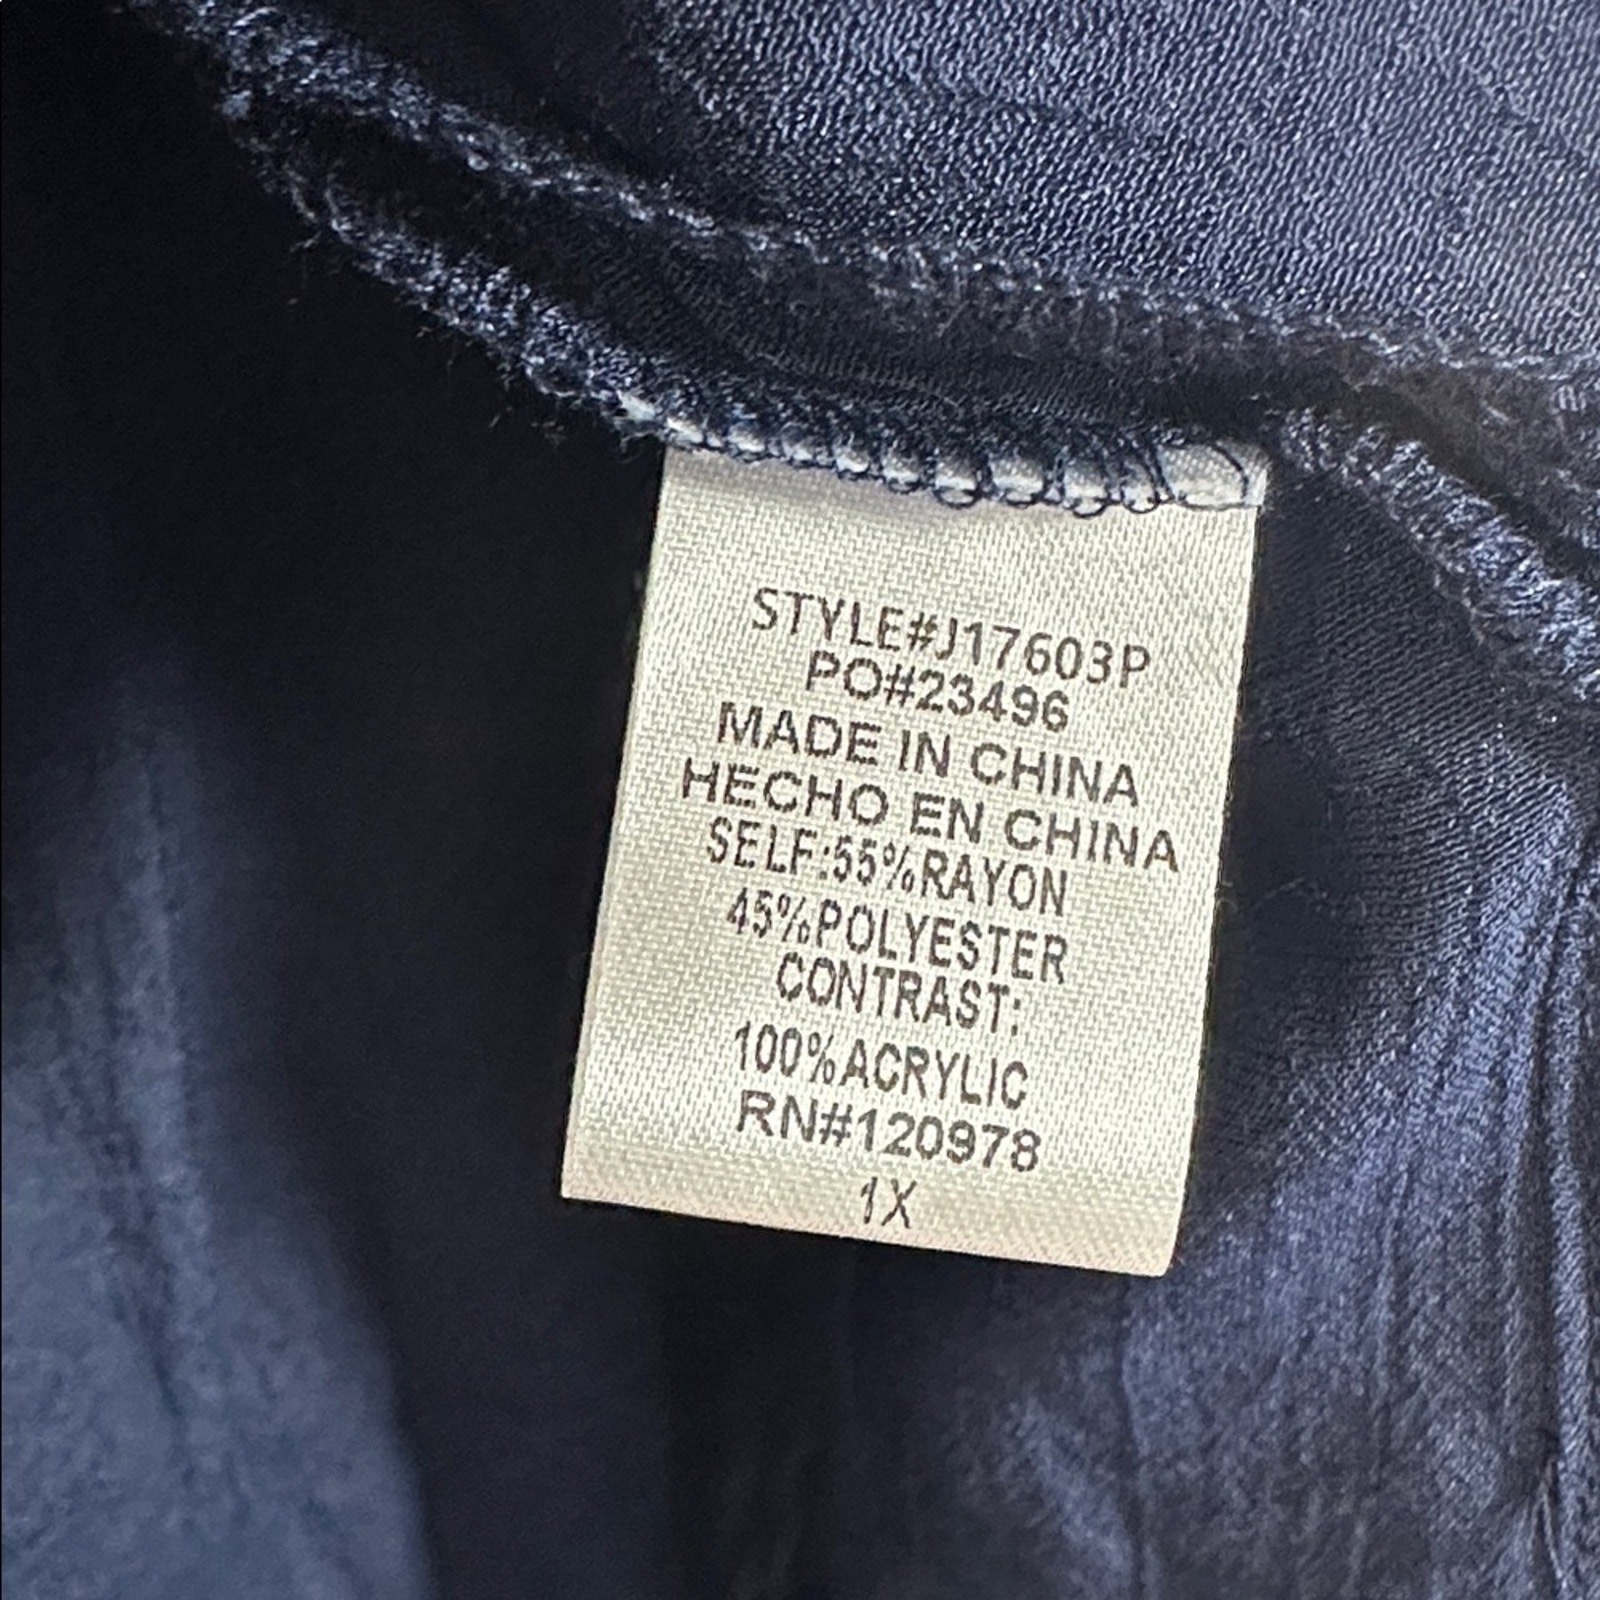 STYLE#J17603P
PO#23496
MADE IN CHINA
HECHO EN CHINA
SELF:55%RAYON
45%POLYESTER
CONTRAST:
100%ACRYLIC
RN#120978
1X